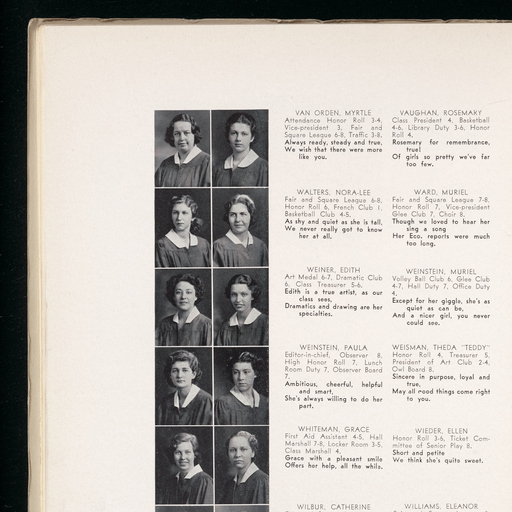 VAN ORDEN, MYRTLE
Attendance Honor Roll 3-4,
Vice-president 3, Fair and
Square League 6-8, Traffic 3-8.
Always ready, steady and true,
We wish that there were more
like you.
VAUGHAN, ROSEMARY
Class President 4, Basketball
4-6, Library Duty 3-6, Honor
Roll 4.
Rosemary for remembrance,
true!
Of girls so pretty we've far
too few.
WALTERS, NORA-LEE
Fair and Square League 6-8,
Honor Roll 6, French Club 1,
Basketball Club 4-5.
As shy and quiet as she is tall,
We never really got to know
her at all.
WARD, MURIEL
Fair and Square League 7-8,
Honor Roll 7, Vice-president
Glee Club 7, Choir 8.
Though we loved to hear her
sing a song
Her Eco. reports were much
too long.
WEINER, EDITH
Art Medal 6-7, Dramatic Club
6, Class Treasurer 5-6.
Edith is a true artist, as our
class sees,
Dramatics and drawing are her
specialties.
WEINSTEIN, MURIEL
Volley Ball Club 6, Glee Club
4-7, Hall Duty 7, Office Duty
4.
Except for her giggle, she's as
quiet as can be,
And a nicer girl, you never
could see.
WEINSTEIN, PAULA
Editor-in-chief, Observer 8,
High Honor Roll 7, Lunch
Room Duty 7, Observer Board
7.
Ambitious, cheerful, helpful
and smart,
She's always willing to do her
part.
WEISMAN, THEDA "TEDDY"
Honor Roll 4, Treasurer 5,
President of Art Club 2-4,
Owl Board 8.
Sincere in purpose, loyal and
true,
May all good things come right
to you.
WHITEMAN, GRACE
First Aid Assistant 4-5, Hall
Marshall 7-8, Locker Room 3-5,
Class Marshall 4.
Grace with a pleasant smile
Offers her help, all the while.
WIEDER, ELLEN
Honor Roll 3-6, Ticket Com-
mittee of Senior Play 8.
Short and petite
We think she's quite sweet.
WILBUR, CATHERINE
WILLIAMS, ELEANOR